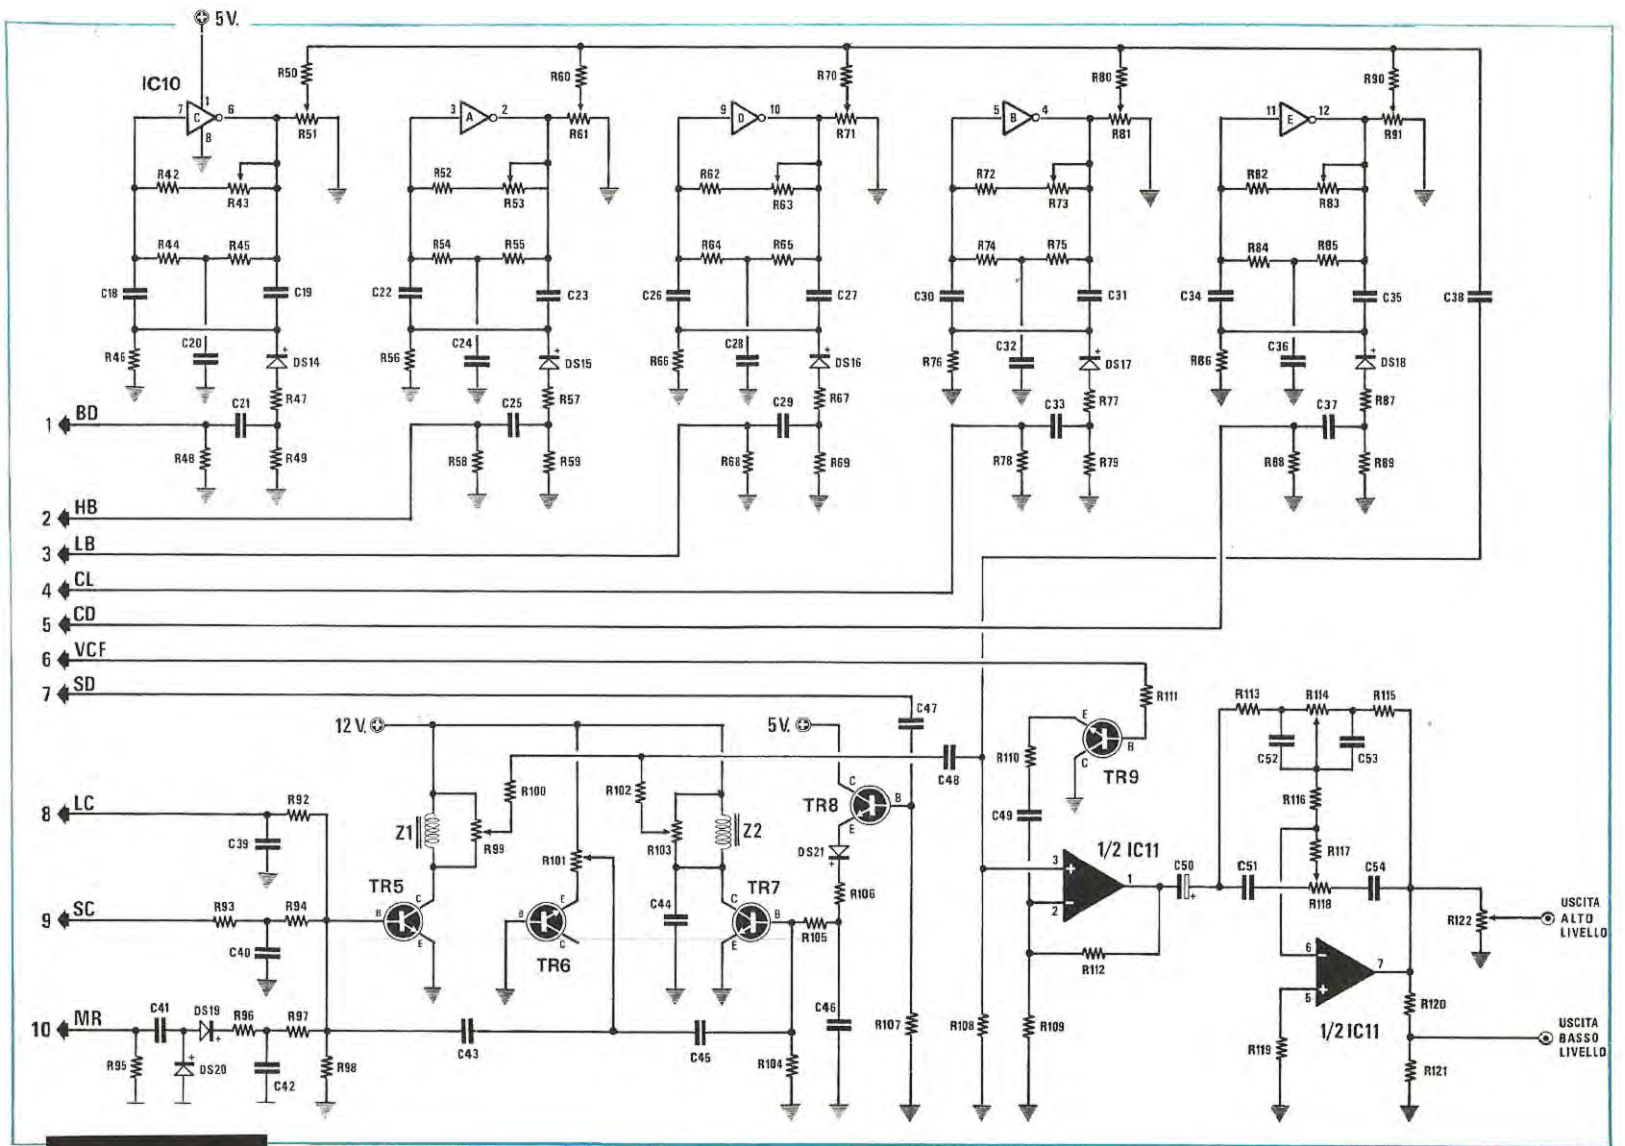 5V.
IC10
R50
R60
R70
R80
R90
7 C 1 6 8
R51
3 A 2
R61
9 D 10
R71
5 B 4
R81
11 E 12
R91
R42
R43
R52
R53
R62
R63
R72
R73
R82
R83
R44
R45
R54
R55
R64
R65
R74
R75
R84
R85
C18
C19
C22
C23
C26
C27
C30
C31
C34
C35
C38
R46
C20
+
DS14
R56
C24
+
DS15
R66
C28
+
DS16
R76
C32
+
DS17
R86
C36
+
DS18
R47
R57
R67
R77
R87
1 BD
C21
C25
C29
C33
C37
R48
R49
R58
R59
R68
R69
R78
R79
R88
R89
2 HB
3 LB
4 CL
5 CD
6 VCF
7 SD
12V.
5V.
C47
R111
E
B
C
TR9
R110
R113
R114
R115
C52
C53
C48
8 LC
R92
C39
Z1
R99
R100
R101
R102
R103
Z2
C
B
E
TR8
DS21
+
R106
C49
R116
R117
1/2 IC11
3
+
2
−
1
C50
+
C51
R118
C54
9 SC
R93
R94
C40
TR5
B
C
E
TR6
B
E
C
C44
TR7
C
B
E
R105
R112
R122
USCITA
ALTO
LIVELLO
6
−
5
+
7
1/2 IC11
10 MR
C41
DS19
+
R96
R97
R95
+
DS20
C42
R98
C43
C45
R104
C46
R107
R108
R109
R119
R120
R121
USCITA
BASSO
LIVELLO